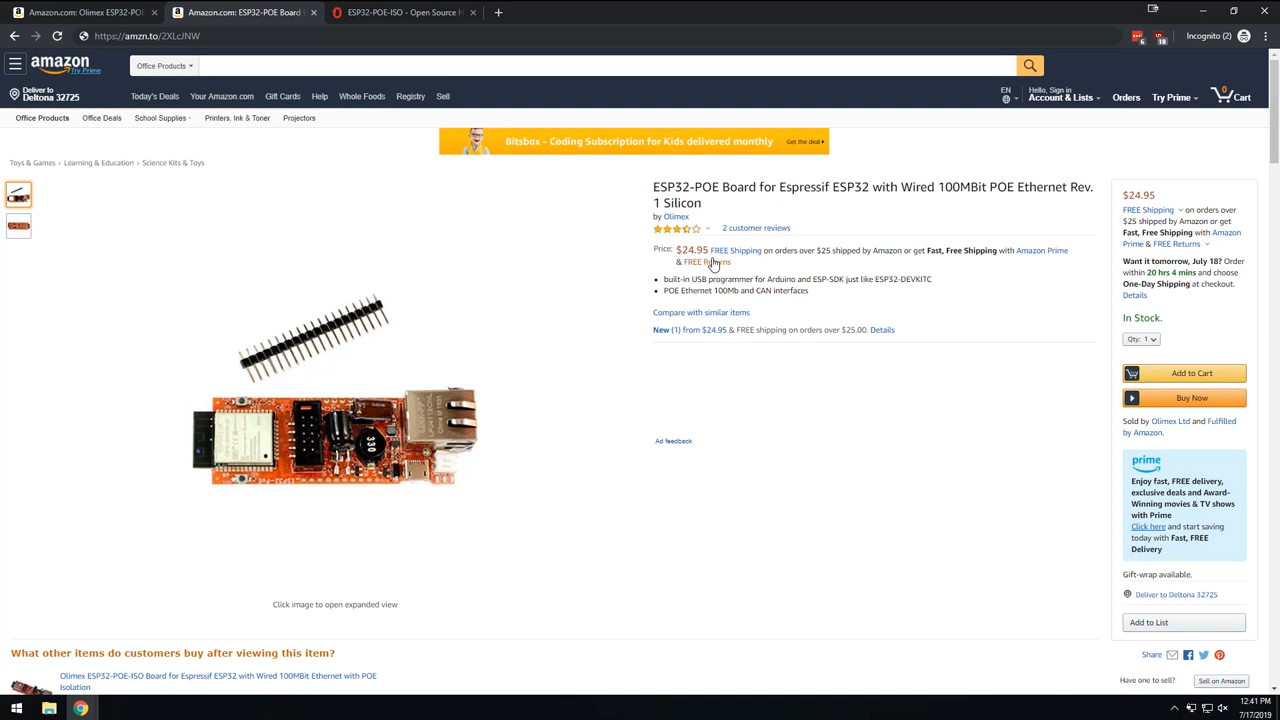 Amazon.com: Olimex ESP32-PO
Amazon.com: ESP32-POE Board
ESP32-POE-ISO - Open Source H
https://amzn.to/2XLcJNW
6
18
Incognito (2)
amazon
Try Prime
Office Products
Deliver to
Deltona 32725
Today's Deals
Your Amazon.com
Gift Cards
Help
Whole Foods
Registry
Sell
EN
Hello, Sign in
Account & Lists
Orders
Try Prime
0
Cart
Office Products
Office Deals
School Supplies
Printers, Ink & Toner
Projectors
Bitsbox - Coding Subscription for Kids delivered monthly
Get the deal
Toys & Games › Learning & Education › Science Kits & Toys
ESP32-POE Board for Espressif ESP32 with Wired 100MBit POE Ethernet Rev.
1 Silicon
by Olimex
2 customer reviews
Price: $24.95 FREE Shipping on orders over $25 shipped by Amazon or get Fast, Free Shipping with Amazon Prime
& FREE Returns
• built-in USB programmer for Arduino and ESP-SDK just like ESP32-DEVKITC
• POE Ethernet 100Mb and CAN interfaces
Compare with similar items
New (1) from $24.95 & FREE shipping on orders over $25.00. Details
Ad feedback
330
Click image to open expanded view
$24.95
FREE Shipping on orders over
$25 shipped by Amazon or get
Fast, Free Shipping with Amazon
Prime & FREE Returns
Want it tomorrow, July 18? Order
within 20 hrs 4 mins and choose
One-Day Shipping at checkout.
Details
In Stock.
Qty: 1
Add to Cart
Buy Now
Sold by Olimex Ltd and Fulfilled
by Amazon.
prime
Enjoy fast, FREE delivery,
exclusive deals and Award-
Winning movies & TV shows
with Prime
Click here and start saving
today with Fast, FREE
Delivery
Gift-wrap available.
Deliver to Deltona 32725
Add to List
Share
Have one to sell?
Sell on Amazon
What other items do customers buy after viewing this item?
Olimex ESP32-POE-ISO Board for Espressif ESP32 with Wired 100MBit Ethernet with POE
Isolation
12:41 PM
7/17/2019